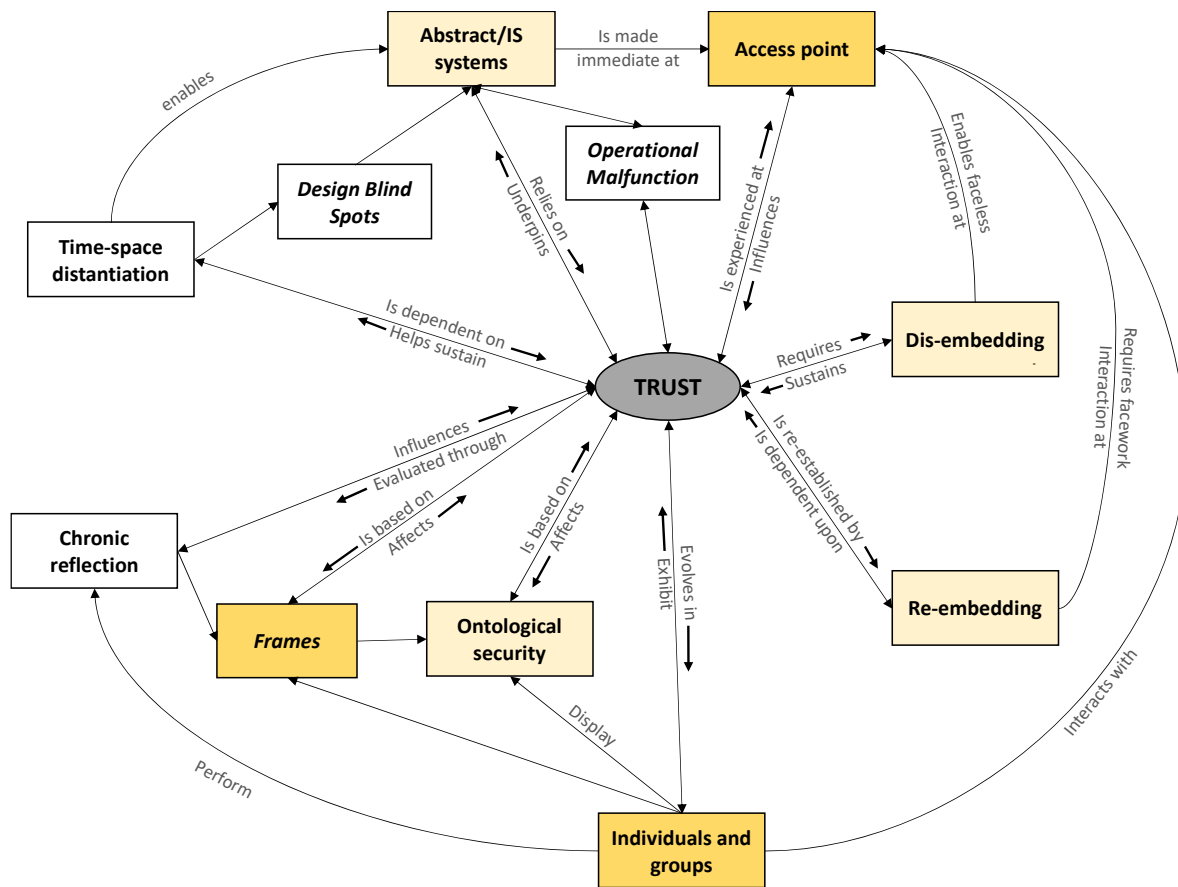 Abstract/IS
systems
Is made
immediate at
Access point
enables
Operational
Malfunction
Design Blind
Spots
Time-space
distantiation
Relies on
Underpins
Is experienced at
Influences
Enables faceless
Interaction at
Requires facework
Interaction at
Dis-embedding
.
Is dependent on
Helps sustain
Requires
Sustains
TRUST
Influences
Evaluated through
Is based on
Affects
Is based on
Affects
Is re-established by
Is dependent upon
Chronic
reflection
Evolves in
Exhibit
Frames
Ontological
security
Re-embedding
Interacts with
Display
Perform
Individuals and
groups